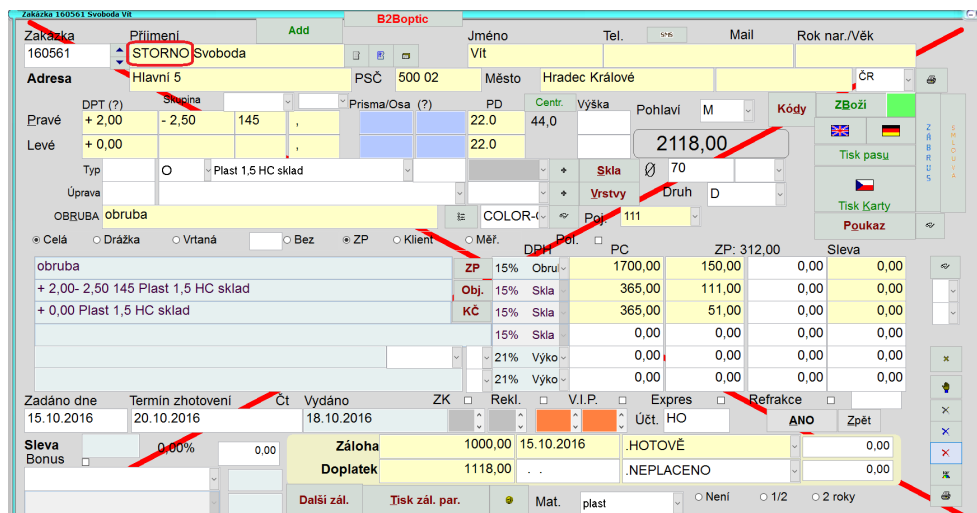 Zakázka 160561 Svoboda Vít
B2Boptic
Zakázka Příjmení Add Jméno Tel. SMS Mail Rok nar./Věk
160561 STORNO Svoboda Vít
Adresa Hlavní 5 PSČ 500 02 Město Hradec Králové ČR
DPT (?) Skupina Prisma/Osa (?) PD Centr. Výška Pohlaví M Kódy ZBoží
Pravé + 2,00 - 2,50 145 , 22.0 44,0
Levé + 0,00 , 22.0 2118,00
Tisk pasu
ZÁBRUS
Typ O Plast 1,5 HC sklad + Skla Ø 70
Úprava + Vrstvy Druh D
Tisk Karty
OBRUBA obruba COLOR-( Poj. 111
Poukaz
Celá Drážka Vrtaná Bez ZP Klient Měř. Pol.
DPH PC ZP: 312,00 Sleva
obruba ZP 15% Obrul 1700,00 150,00 0,00 0,00
+ 2,00- 2,50 145 Plast 1,5 HC sklad Obj. 15% Skla 365,00 111,00 0,00 0,00
+ 0,00 Plast 1,5 HC sklad KČ 15% Skla 365,00 51,00 0,00 0,00
15% Skla 0,00 0,00 0,00 0,00
21% Výko 0,00 0,00 0,00 0,00
21% Výko 0,00 0,00 0,00 0,00
Zadáno dne Termín zhotovení Čt Vydáno ZK Rekl. V.I.P. Expres Refrakce
15.10.2016 20.10.2016 18.10.2016 Účt. HO ANO Zpět
Sleva 0,00% 0,00 Záloha 1000,00 15.10.2016 .HOTOVĚ 0,00
Bonus
Doplatek 1118,00 . . .NEPLACENO 0,00
Další zál. Tisk zál. par. Mat. plast Není 1/2 2 roky